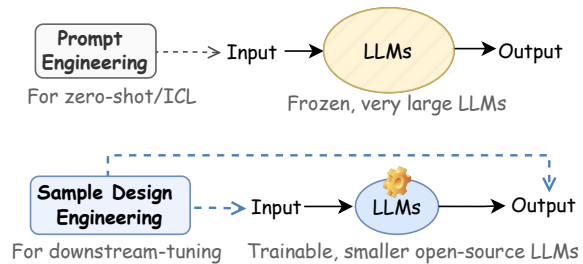 Prompt
Engineering
Input
LLMs
Output
For zero-shot/ICL
Frozen, very large LLMs
Sample Design
Engineering
Input
LLMs
Output
For downstream-tuning
Trainable, smaller open-source LLMs